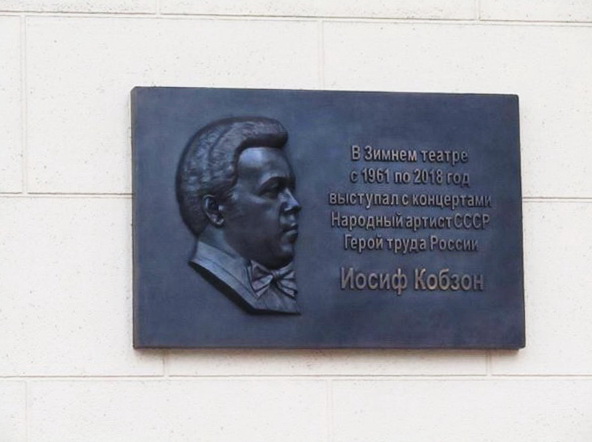 В Зимнем театре
с 1961 по 2018 год
выступал с концертами
Народный артист СССР
Герой труда России
Иосиф Кобзон